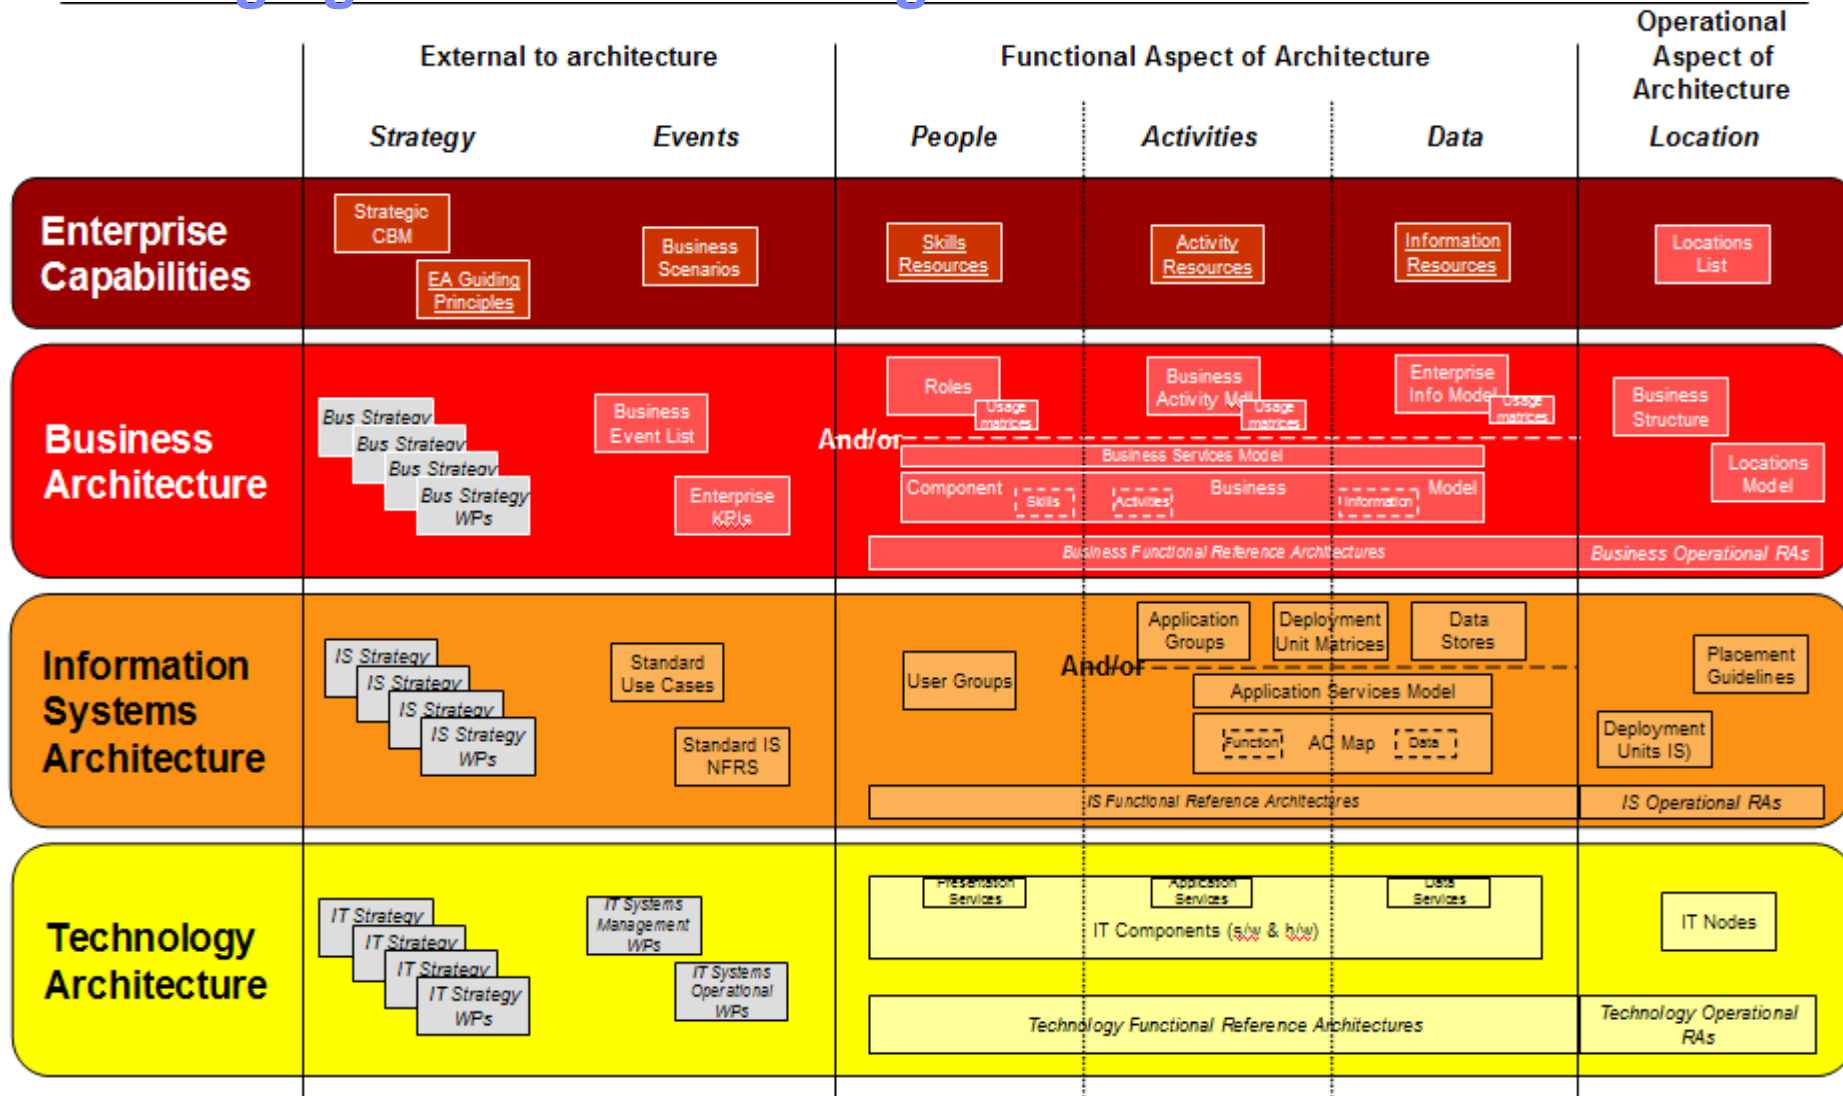 External to architecture
Functional Aspect of Architecture
Operational
Aspect of
Architecture
Strategy
Events
People
Activities
Data
Location
Enterprise
Capabilities
Strategic
CBM
EA Guiding
Principles
Business
Scenarios
Skills
Resources
Activity
Resources
Information
Resources
Locations
List
Business
Architecture
Bus Strategy
Bus Strategy
Bus Strategy
Bus Strategy
WPs
Business
Event List
Enterprise
KPIs
Roles
Usage
matrices
Business
Activity Mdl
Usage
matrices
Enterprise
Info Model
Usage
matrices
And/or
Business Services Model
Component Business Model
Skills
Activities
Information
Business Functional Reference Architectures
Business
Structure
Locations
Model
Business Operational RAs
Information
Systems
Architecture
IS Strategy
IS Strategy
IS Strategy
IS Strategy
WPs
Standard
Use Cases
Standard IS
NFRS
User Groups
Application
Groups
Deployment
Unit Matrices
Data
Stores
And/or
Application Services Model
Function
AC Map
Data
IS Functional Reference Architectures
Placement
Guidelines
Deployment
Units IS)
IS Operational RAs
Technology
Architecture
IT Strategy
IT Strategy
IT Strategy
IT Strategy
WPs
IT Systems
Management
WPs
IT Systems
Operational
WPs
Presentation
Services
Application
Services
Data
Services
IT Components (s/w & h/w)
Technology Functional Reference Architectures
IT Nodes
Technology Operational
RAs